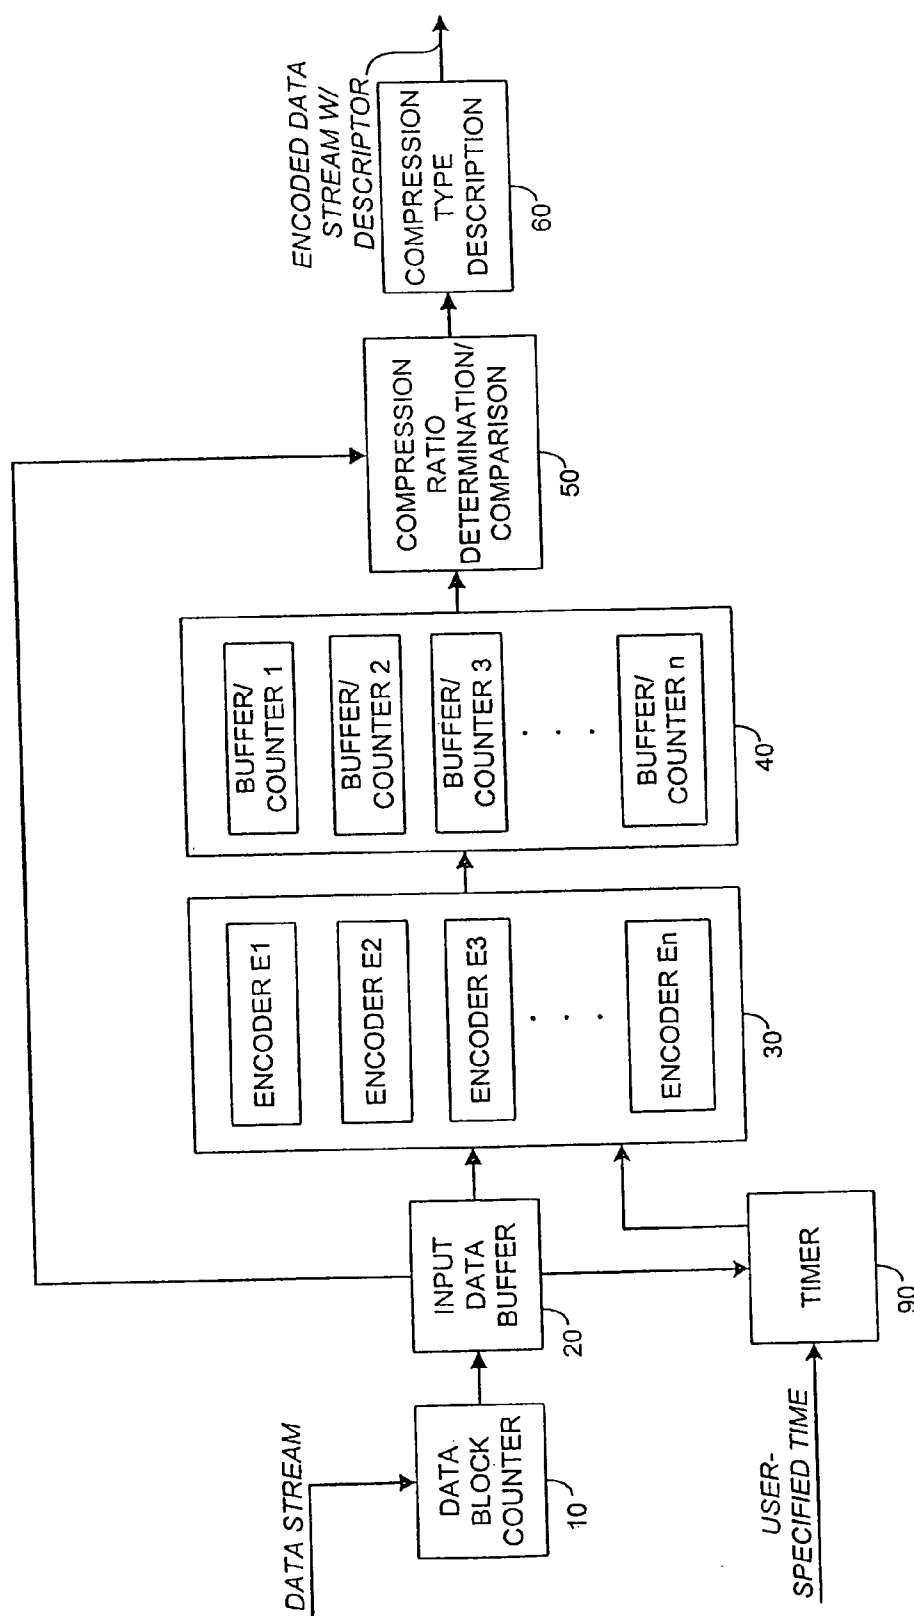 DATA STREAM
DATA
BLOCK
COUNTER
10
INPUT
DATA
BUFFER
20
USER-
SPECIFIED TIME
TIMER
90
ENCODER E1
ENCODER E2
ENCODER E3
. . .
ENCODER En
30
BUFFER/
COUNTER 1
BUFFER/
COUNTER 2
BUFFER/
COUNTER 3
. . .
BUFFER/
COUNTER n
40
COMPRESSION
RATIO
DETERMINATION/
COMPARISON
50
COMPRESSION
TYPE
DESCRIPTION
60
ENCODED DATA
STREAM W/
DESCRIPTOR